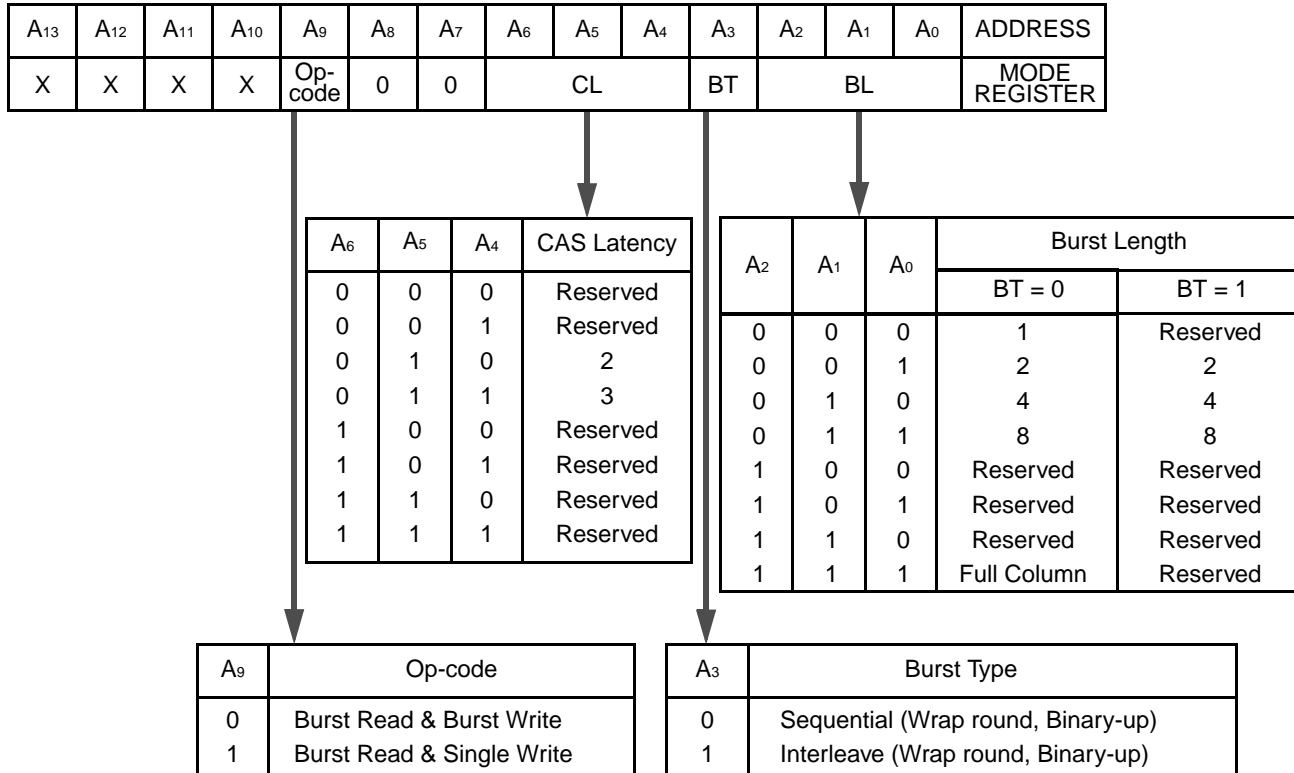 A13 A12 A11 A10 A9 A8 A7 A6 A5 A4 A3 A2 A1 A0 ADDRESS
X X X X Op-code 0 0 CL BT BL MODE REGISTER
A6 A5 A4 CAS Latency
0 0 0 Reserved
0 0 1 Reserved
0 1 0 2
0 1 1 3
1 0 0 Reserved
1 0 1 Reserved
1 1 0 Reserved
1 1 1 Reserved
A2 A1 A0 Burst Length
BT = 0 BT = 1
0 0 0 1 Reserved
0 0 1 2 2
0 1 0 4 4
0 1 1 8 8
1 0 0 Reserved Reserved
1 0 1 Reserved Reserved
1 1 0 Reserved Reserved
1 1 1 Full Column Reserved
A9 Op-code
0 Burst Read & Burst Write
1 Burst Read & Single Write
A3 Burst Type
0 Sequential (Wrap round, Binary-up)
1 Interleave (Wrap round, Binary-up)